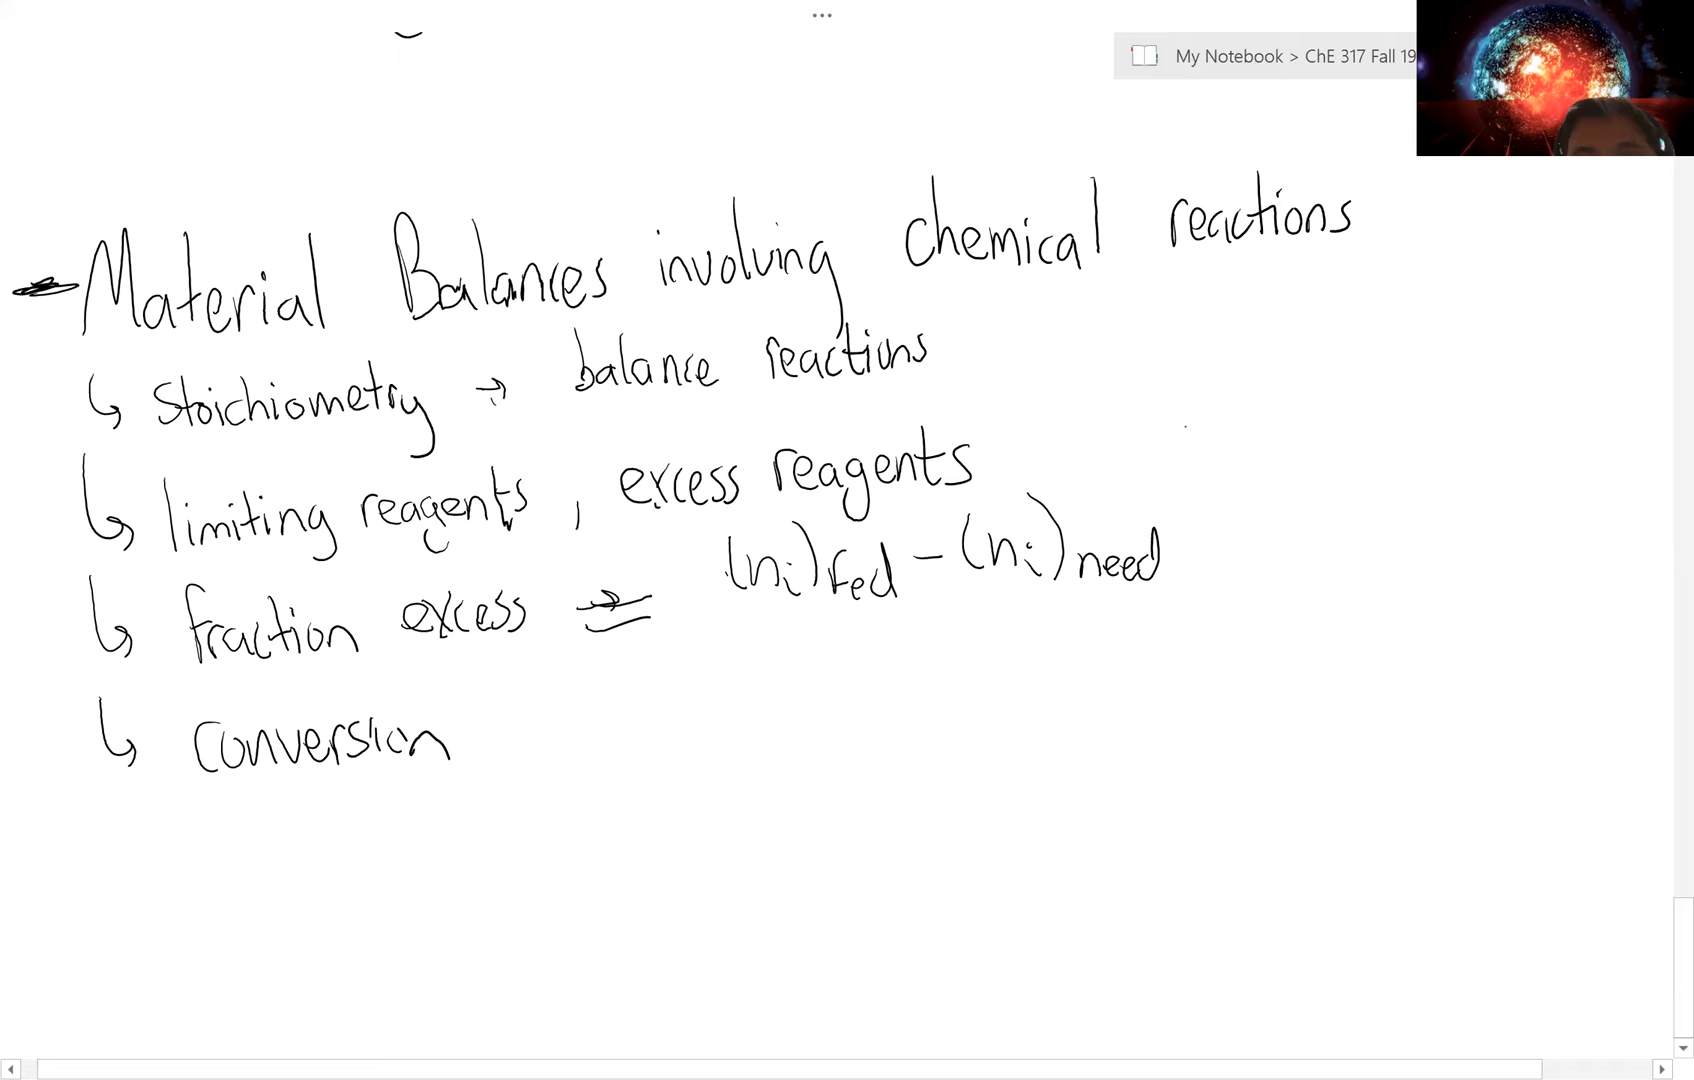 My Notebook > ChE 317 Fall 19
- Material Balances involving chemical reactions
↳ Stoichiometry → balance reactions
↳ limiting reagents, excess reagents
↳ fraction excess = (ni)fed - (ni)need
↳ conversion